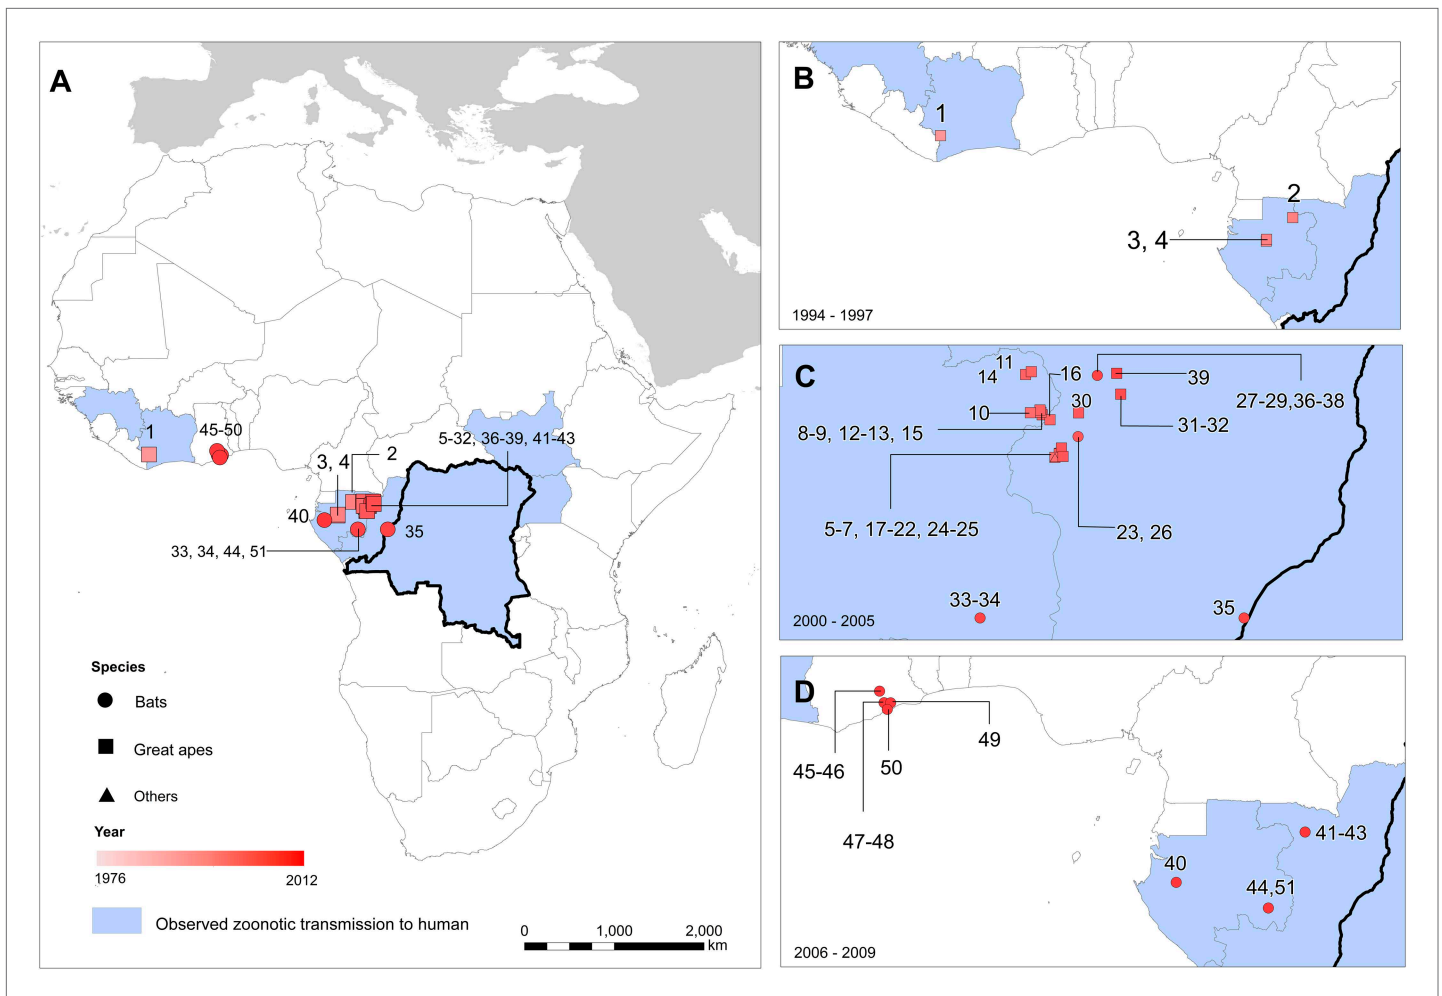 A
1
45-50
5-32, 36-39, 41-43
3, 4
2
40
35
33, 34, 44, 51
Species
Bats
Great apes
Others
Year
1976
2012
Observed zoonotic transmission to human
0
1,000
2,000
km
B
1
2
3, 4
1994 - 1997
C
11
14
16
39
27-29,36-38
10
30
31-32
8-9, 12-13, 15
5-7, 17-22, 24-25
23, 26
33-34
35
2000 - 2005
D
49
45-46
50
47-48
41-43
40
44,51
2006 - 2009